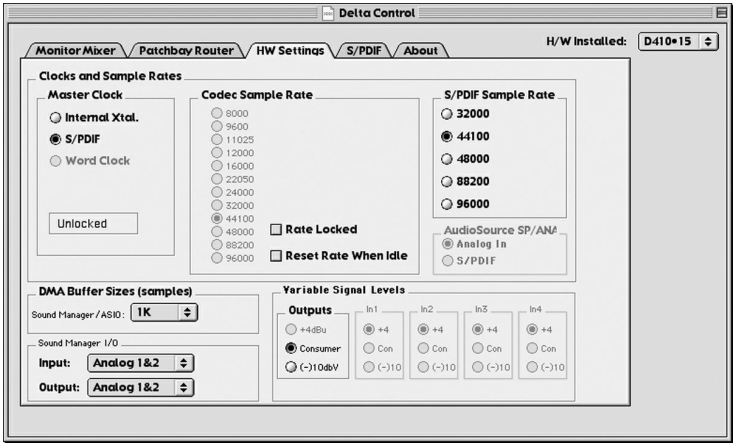 Delta Control
H/W Installed: D410•15
Monitor Mixer Patchbay Router HW Settings S/PDIF About
Clocks and Sample Rates
Master Clock
Internal Xtal.
S/PDIF
Word Clock
Unlocked
Codec Sample Rate
8000
9600
11025
12000
16000
22050
24000
32000
44100
48000
88200
96000
Rate Locked
Reset Rate When Idle
S/PDIF Sample Rate
32000
44100
48000
88200
96000
AudioSource SP/ANA
Analog In
S/PDIF
DMA Buffer Sizes (samples)
Sound Manager/ASIO: 1K
Sound Manager I/O
Input: Analog 1&2
Output: Analog 1&2
Variable Signal Levels
Outputs
+4dBu
Consumer
(-)10dbV
In1
+4
Con
(-)10
In2
+4
Con
(-)10
In3
+4
Con
(-)10
In4
+4
Con
(-)10